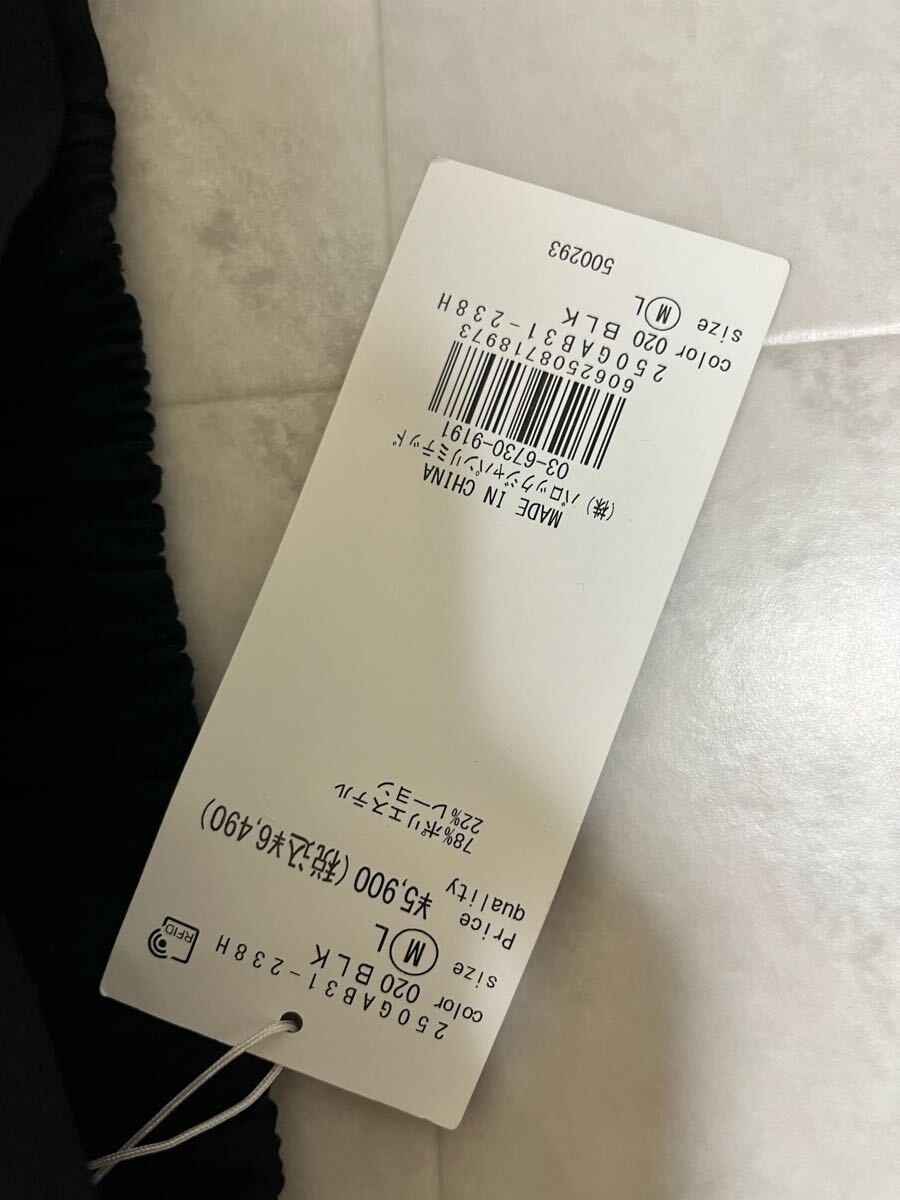 250GAB31-238H
color 020 BLK
size Ⓜ L
RFID
Price ¥5,900(税込¥6,490)
quality
78%ポリエステル
22%レーヨン
MADE IN CHINA
(株)バロックジャパンリミテッド
03-6730-9191
6062508718973
250GAB31-238H
color 020 BLK
size Ⓜ L
500293